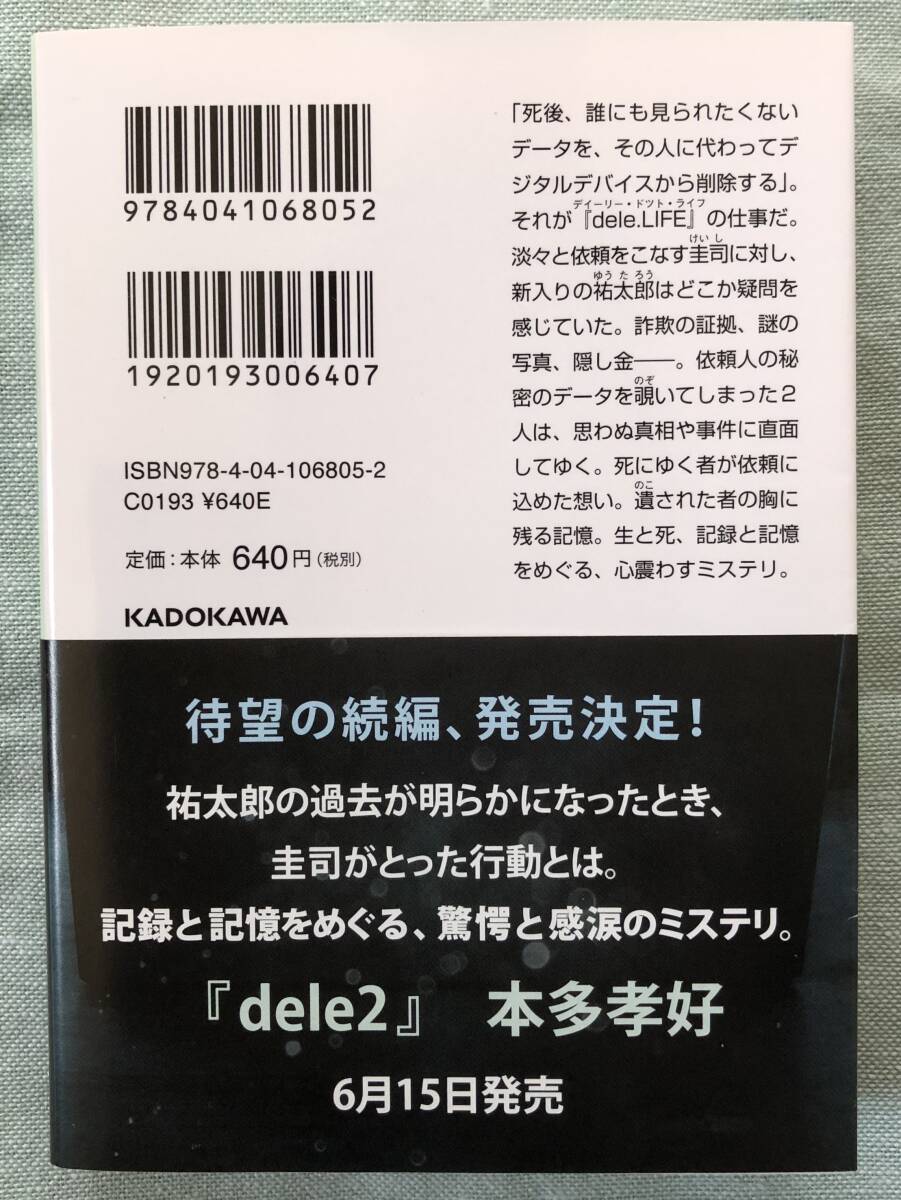 9784041068052
1920193006407
ISBN978-4-04-106805-2
C0193 ¥640E
定価：本体 640円（税別）
KADOKAWA
「死後、誰にも見られたくない
データを、その人に代わってデ
ジタルデバイスから削除する」。
ディーリー・ドット・ライフ
それが『dele.LIFE』の仕事だ。
けいし
淡々と依頼をこなす圭司に対し、
ゆうたろう
新入りの祐太郎はどこか疑問を
感じていた。詐欺の証拠、謎の
写真、隠し金──。依頼人の秘
のぞ
密のデータを覗いてしまった２
人は、思わぬ真相や事件に直面
してゆく。死にゆく者が依頼に
のこ
込めた想い。遺された者の胸に
残る記憶。生と死、記録と記憶
をめぐる、心震わすミステリ。
待望の続編、発売決定！
祐太郎の過去が明らかになったとき、
圭司がとった行動とは。
記録と記憶をめぐる、驚愕と感涙のミステリ。
『dele2』 本多孝好
6月15日発売